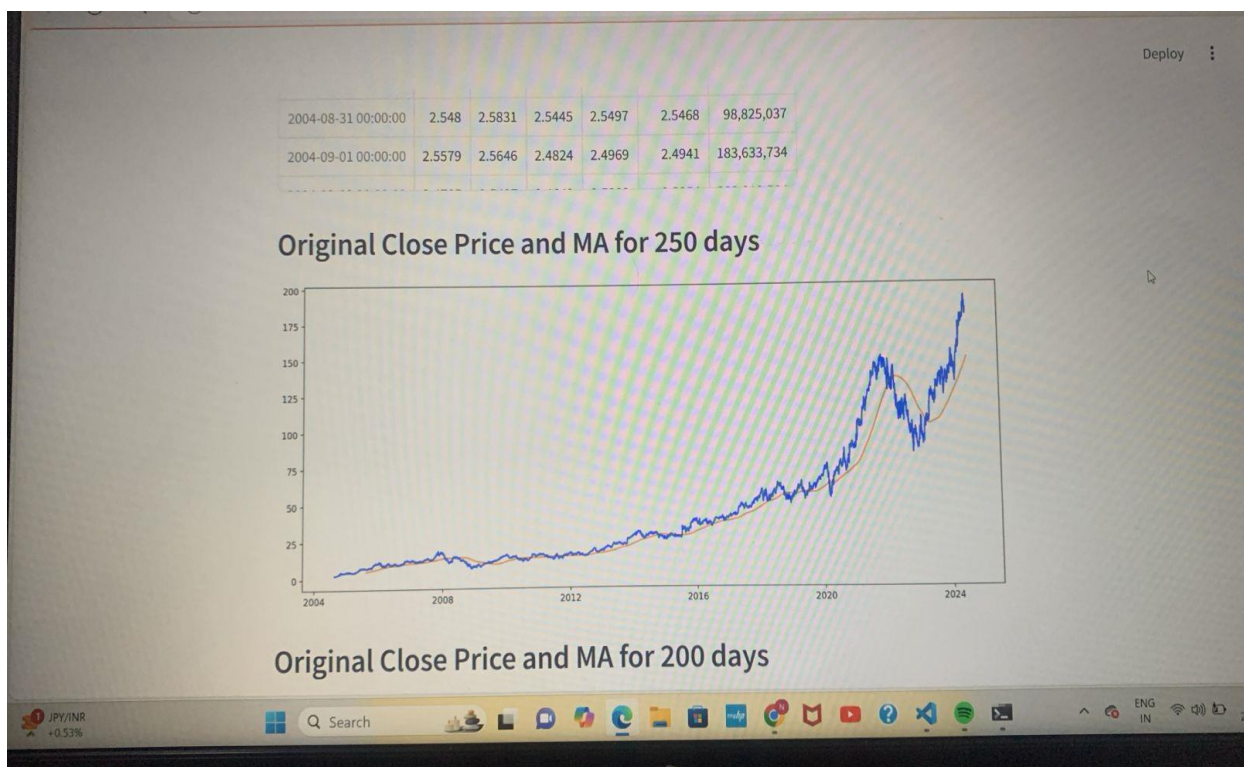 Deploy
2004-08-31 00:00:00 2.548 2.5831 2.5445 2.5497 2.5468 98,825,037
2004-09-01 00:00:00 2.5579 2.5646 2.4824 2.4969 2.4941 183,633,734
Original Close Price and MA for 250 days
200
175
150
125
100
75
50
25
0
2004 2008 2012 2016 2020 2024
Original Close Price and MA for 200 days
1 JPY/INR
+0.53%
Search
myhp
N
ENG
IN